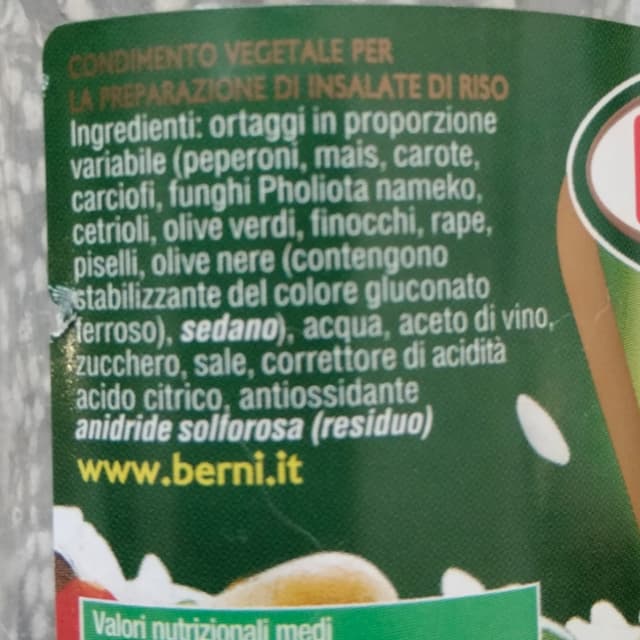 CONDIMENTO VEGETALE PER
LA PREPARAZIONE DI INSALATE DI RISO
Ingredienti: ortaggi in proporzione
variabile (peperoni, mais, carote,
carciofi, funghi Pholiota nameko,
cetrioli, olive verdi, finocchi, rape,
piselli, olive nere (contengono
stabilizzante del colore gluconato
ferroso), sedano), acqua, aceto di vino,
zucchero, sale, correttore di acidità
acido citrico, antiossidante
anidride solforosa (residuo)
www.berni.it
Valori nutrizionali medi